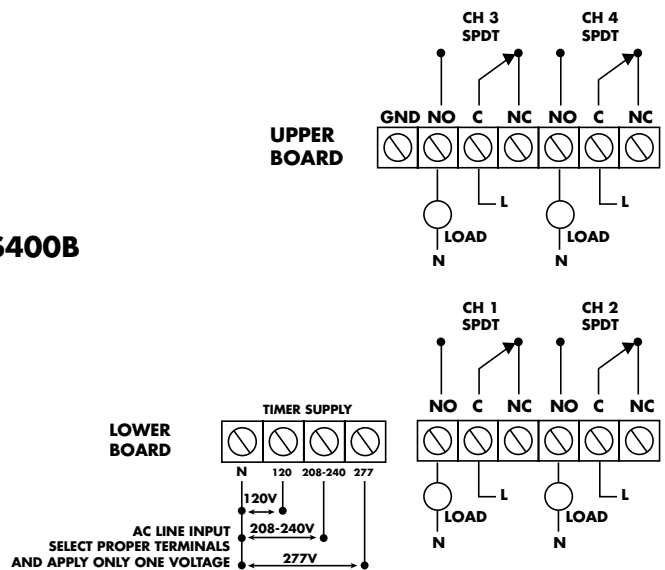 CH 3 CH 4
SPDT SPDT
GND NO C NC NO C NC
UPPER
BOARD
L L
LOAD LOAD
N N
S400B
CH 1 CH 2
SPDT SPDT
NO C NC NO C NC
TIMER SUPPLY
LOWER
BOARD
N 120 208-240 277
120V
L L
LOAD LOAD
N N
AC LINE INPUT 208-240V
SELECT PROPER TERMINALS
AND APPLY ONLY ONE VOLTAGE 277V